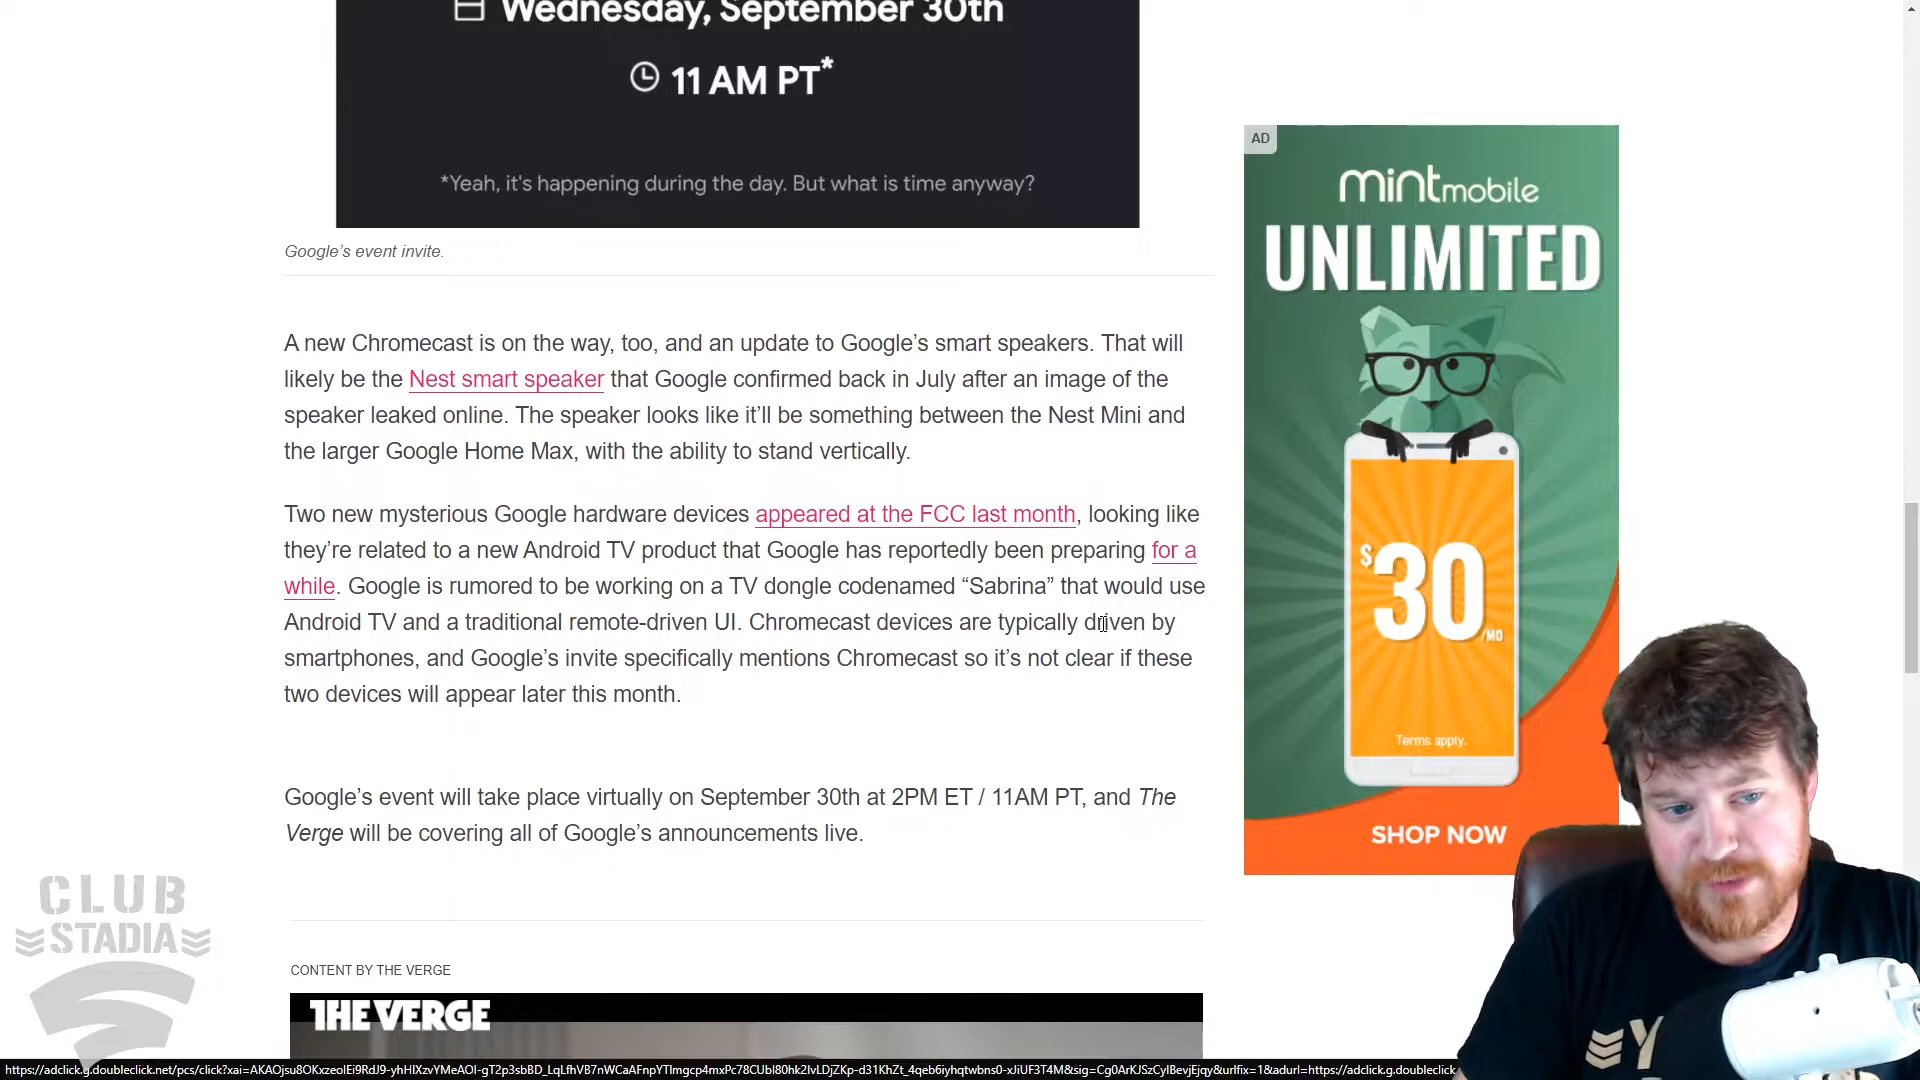 Wednesday, September 30th
11 AM PT*
*Yeah, it's happening during the day. But what is time anyway?
Google's event invite.
A new Chromecast is on the way, too, and an update to Google's smart speakers. That will
likely be the Nest smart speaker that Google confirmed back in July after an image of the
speaker leaked online. The speaker looks like it'll be something between the Nest Mini and
the larger Google Home Max, with the ability to stand vertically.
Two new mysterious Google hardware devices appeared at the FCC last month, looking like
they're related to a new Android TV product that Google has reportedly been preparing for a
while. Google is rumored to be working on a TV dongle codenamed “Sabrina” that would use
Android TV and a traditional remote-driven UI. Chromecast devices are typically driven by
smartphones, and Google's invite specifically mentions Chromecast so it's not clear if these
two devices will appear later this month.
Google's event will take place virtually on September 30th at 2PM ET / 11AM PT, and The
Verge will be covering all of Google's announcements live.
CONTENT BY THE VERGE
THE VERGE
AD
mint mobile
UNLIMITED
$30/MO
Terms apply.
SHOP NOW
CLUB
STADIA